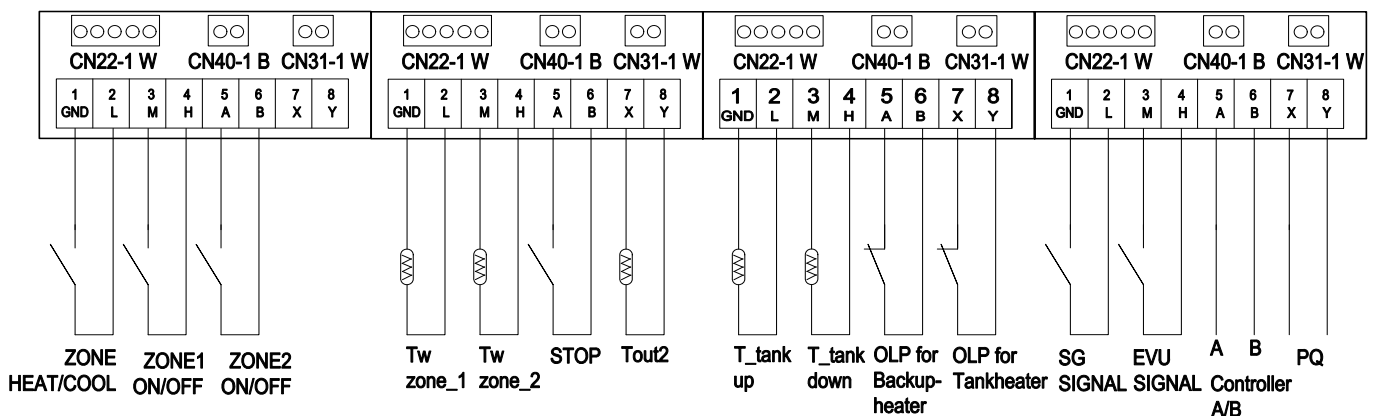 CN22-1 W CN40-1 B CN31-1 W CN22-1 W CN40-1 B CN31-1 W CN22-1 W CN40-1 B CN31-1 W CN22-1 W CN40-1 B CN31-1 W
1 2 3 4 5 6 7 8 1 2 3 4 5 6 7 8 1 2 3 4 5 6 7 8 1 2 3 4 5 6 7 8
GND L M H A B X Y GND L M H A B X Y GND L M H A B X Y GND L M H A B X Y
ZONE
HEAT/COOL
ZONE1
ON/OFF
ZONE2
ON/OFF
Tw
zone_1
Tw
zone_2
STOP
Tout2
T_tank
up
T_tank
down
OLP for
Backup-
heater
OLP for
Tankheater
SG
SIGNAL
EVU
SIGNAL
A B
Controller
A/B
PQ